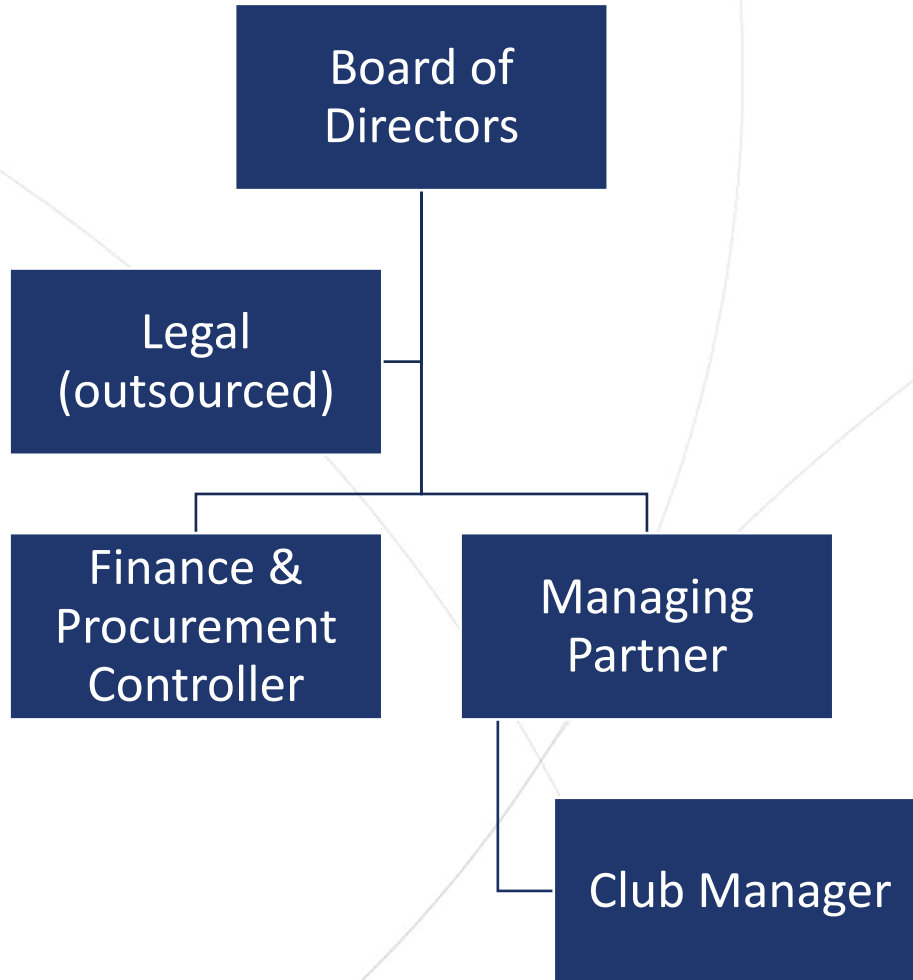 Board of
Directors
Legal
(outsourced)
Finance &
Procurement
Controller
Managing
Partner
Club Manager